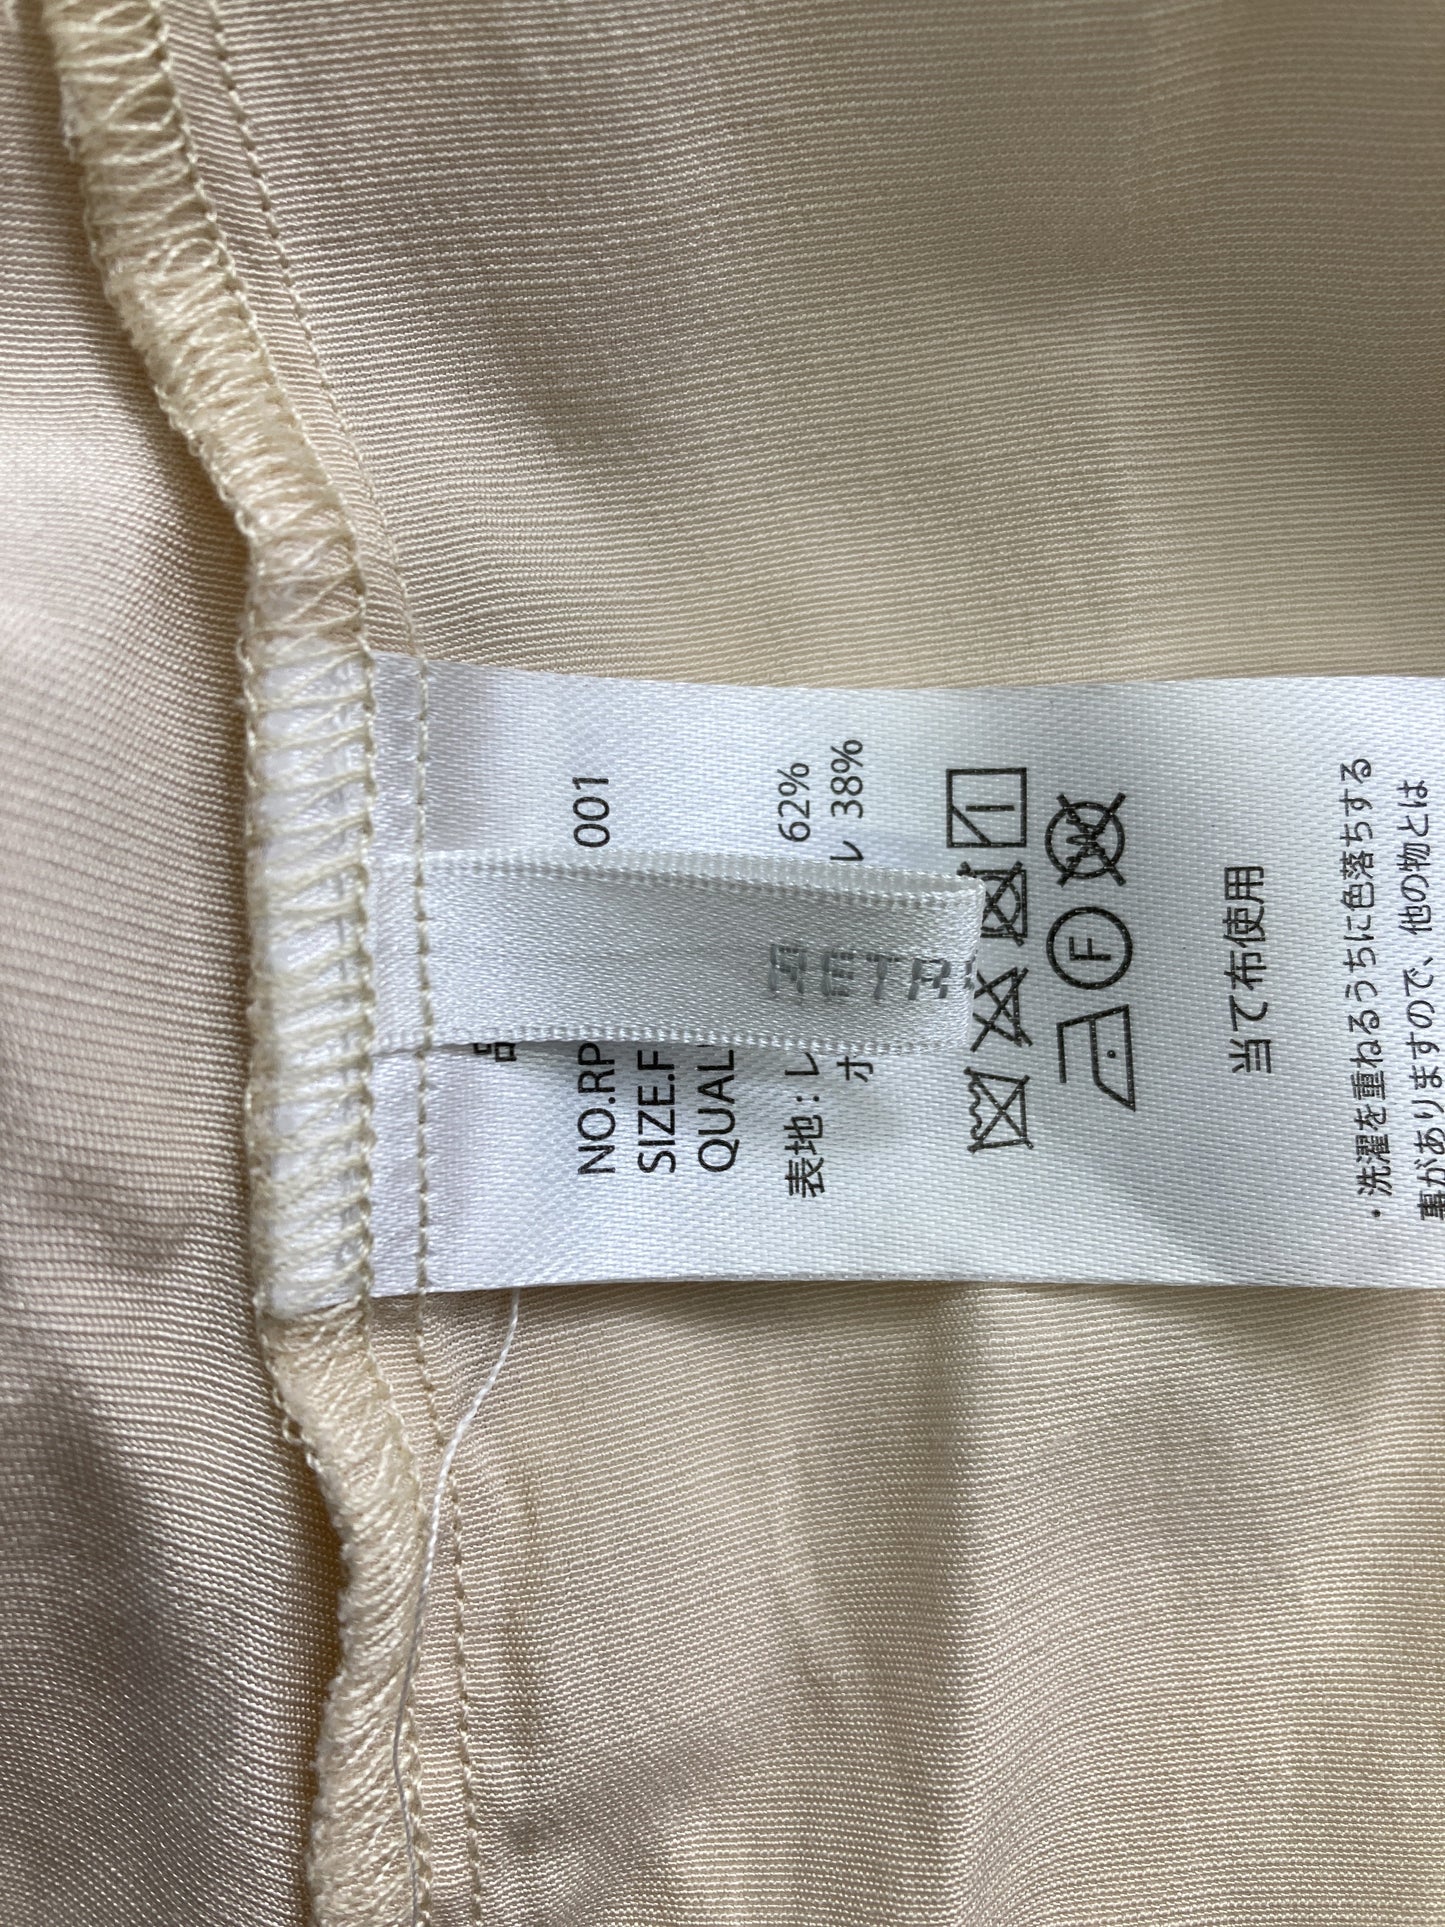 RETR
NO.RP 001
SIZE.F
QUAL
表地:レ 62%
ポ レ 38%
W
F
当て布使用
・洗濯を重ねるうちに色落ちする
事がありますので、他の物とは